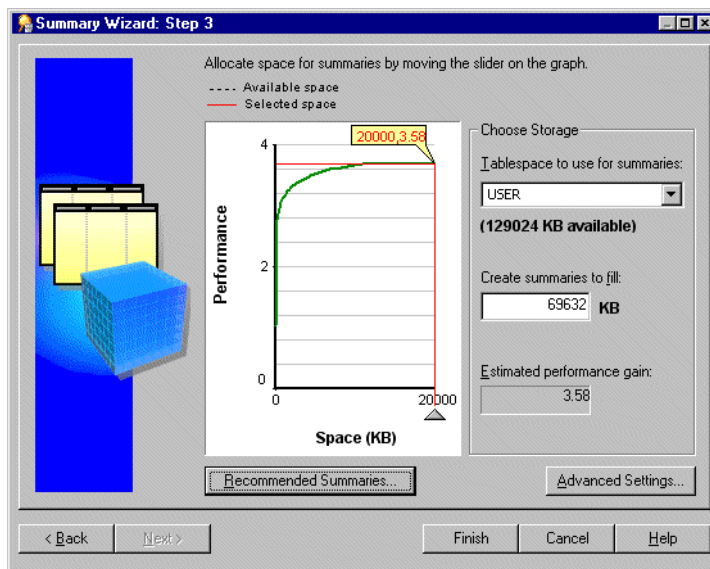 Summary Wizard: Step 3
Allocate space for summaries by moving the slider on the graph.
---- Available space
Selected space
20000,3.58
4
2
0
Performance
0
20000
Space (KB)
Choose Storage
Tablespace to use for summaries:
USER
(129024 KB available)
Create summaries to fill:
69632 KB
Estimated performance gain:
3.58
Recommended Summaries...
Advanced Settings...
< Back
Next >
Finish
Cancel
Help